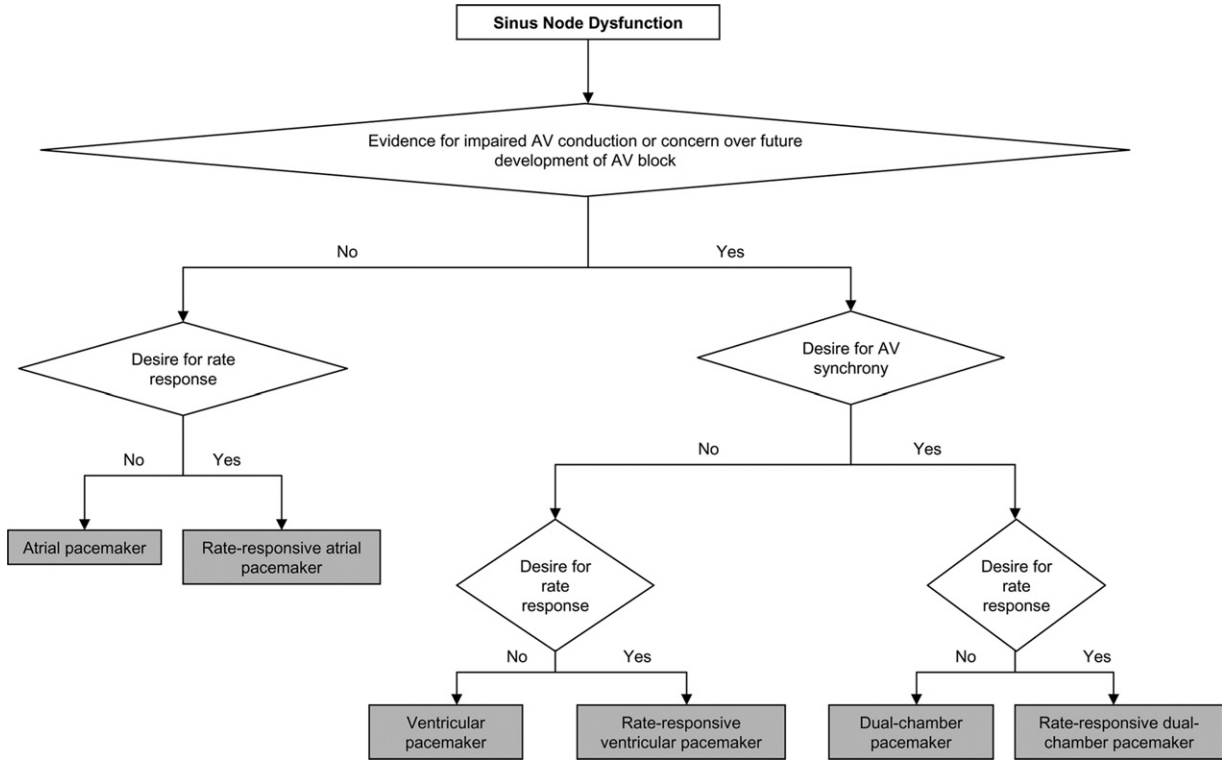 Sinus Node Dysfunction
Evidence for impaired AV conduction or concern over future
development of AV block
No
Yes
Desire for rate
response
Desire for AV
synchrony
No
Yes
No
Yes
Atrial pacemaker
Rate-responsive atrial
pacemaker
Desire for
rate
response
Desire for
rate
response
No
Yes
No
Yes
Ventricular
pacemaker
Rate-responsive
ventricular pacemaker
Dual-chamber
pacemaker
Rate-responsive dual-
chamber pacemaker